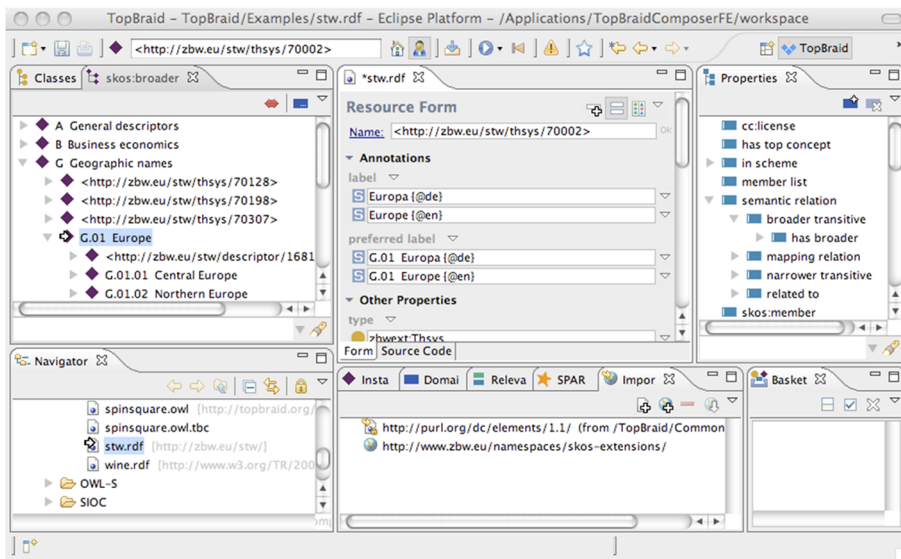 TopBraid – TopBraid/Examples/stw.rdf – Eclipse Platform – /Applications/TopBraidComposerFE/workspace
<http://zbw.eu/stw/thsys/70002>
TopBraid
Classes
skos:broader
A General descriptors
B Business economics
G Geographic names
<http://zbw.eu/stw/thsys/70128>
<http://zbw.eu/stw/thsys/70198>
<http://zbw.eu/stw/thsys/70307>
G.01 Europe
<http://zbw.eu/stw/descriptor/1681
G.01.01 Central Europe
G.01.02 Northern Europe
*stw.rdf
Resource Form
Name: <http://zbw.eu/stw/thsys/70002> Ok
Annotations
label
S Europa {@de}
S Europe {@en}
preferred label
S G.01 Europa {@de}
S G.01 Europe {@en}
Other Properties
type
zbwext:Thsys
Form Source Code
Properties
cc:license
has top concept
in scheme
member list
semantic relation
broader transitive
has broader
mapping relation
narrower transitive
related to
skos:member
Navigator
spinsquare.owl [http://topbraid.org/
spinsquare.owl.tbc
stw.rdf [http://zbw.eu/stw/]
wine.rdf [http://www.w3.org/TR/200
OWL-S
SIOC
Insta
Domai
Releva
SPAR
Impor
http://purl.org/dc/elements/1.1/ (from /TopBraid/Common
http://www.zbw.eu/namespaces/skos-extensions/
Basket